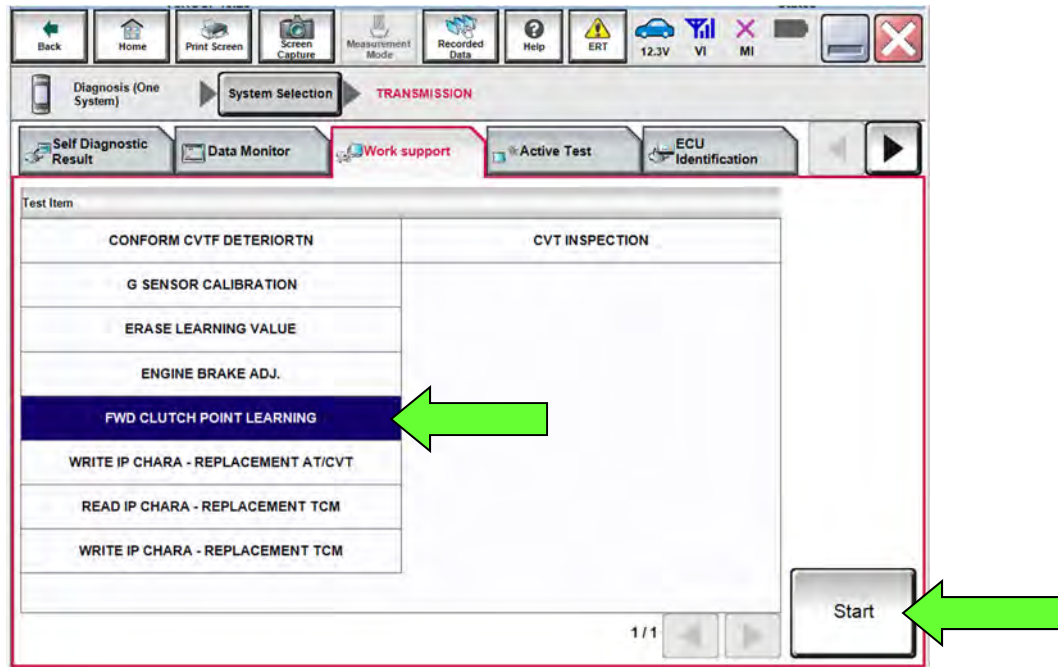 Back
Home
Print Screen
Screen
Capture
Measurement
Mode
Recorded
Data
Help
ERT
12.3V
VI
MI
Diagnosis (One
System)
System Selection
TRANSMISSION
Self Diagnostic
Result
Data Monitor
Work support
Active Test
ECU
Identification
Test Item
CONFORM CVTF DETERIORTN
CVT INSPECTION
G SENSOR CALIBRATION
ERASE LEARNING VALUE
ENGINE BRAKE ADJ.
FWD CLUTCH POINT LEARNING
WRITE IP CHARA - REPLACEMENT AT/CVT
READ IP CHARA - REPLACEMENT TCM
WRITE IP CHARA - REPLACEMENT TCM
1/1
Start